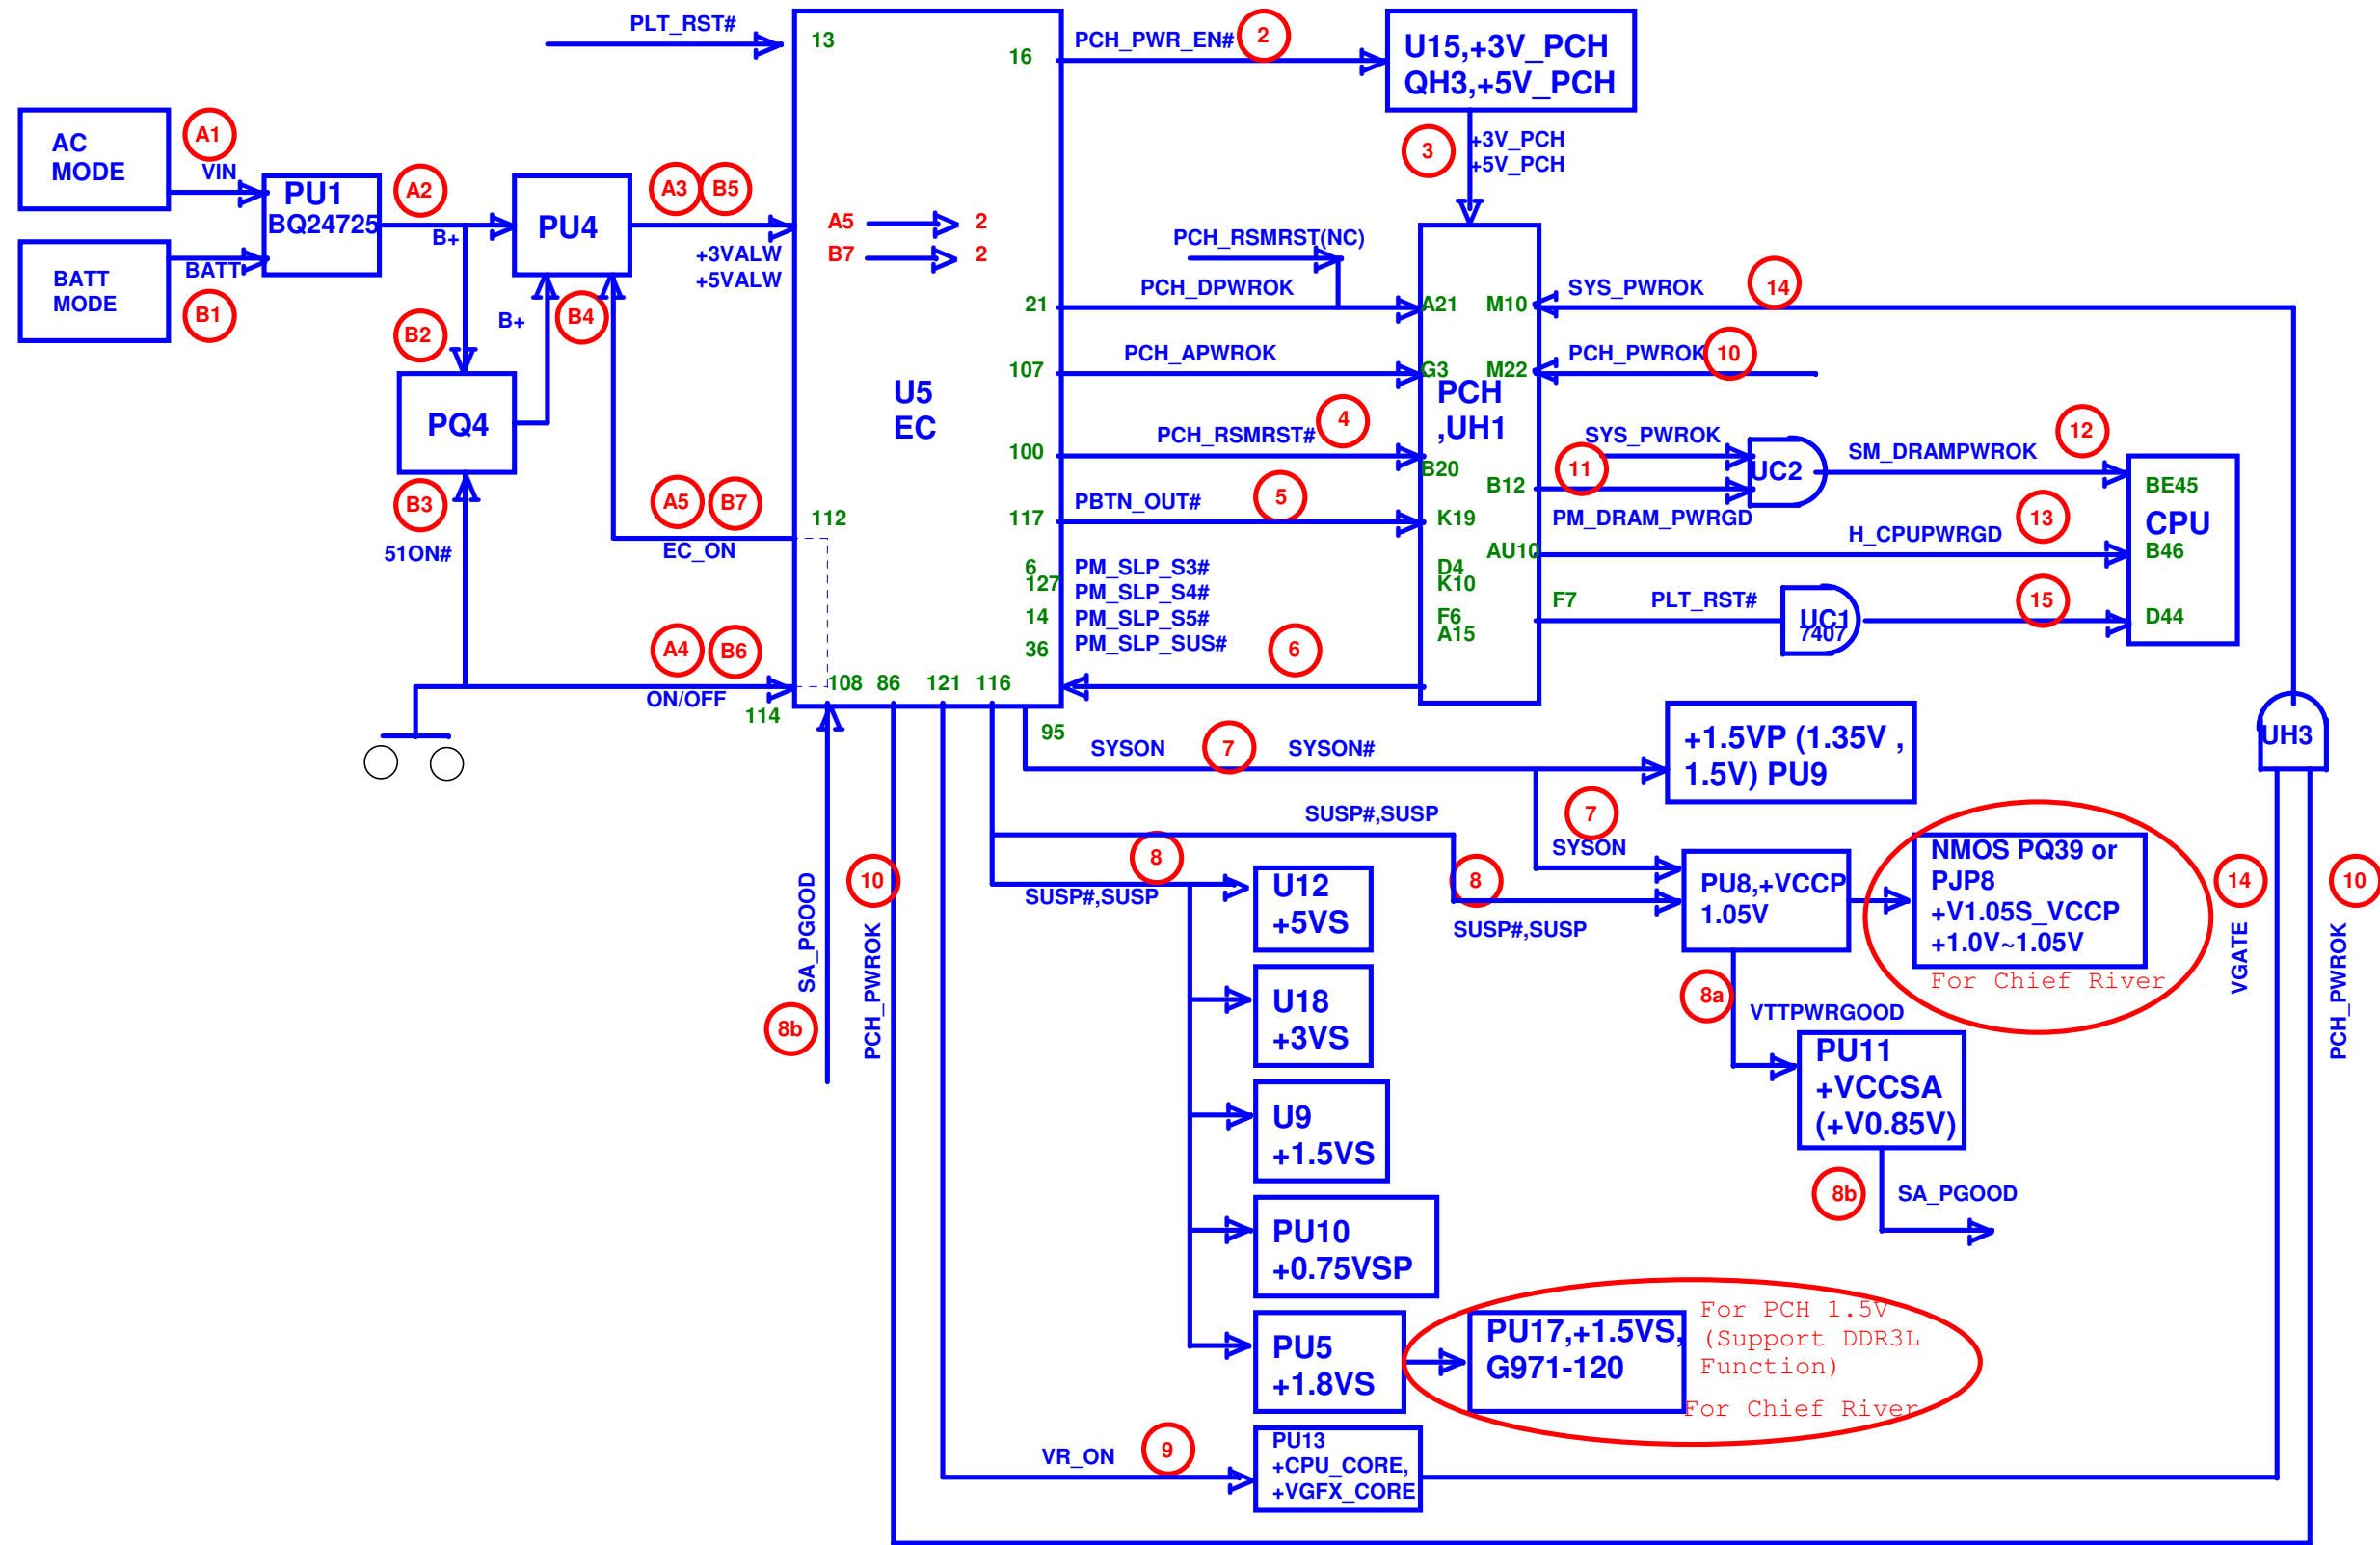 PLT_RST#
13
16
PCH_PWR_EN#
2
U15,+3V_PCH
QH3,+5V_PCH
AC
MODE
A1
VIN
PU1
BQ24725
A2
B+
PU4
A3
B5
+3VALW
+5VALW
A5
2
B7
2
3
+3V_PCH
+5V_PCH
BATT
MODE
BATT
B1
B2
B+
B4
PCH_RSMRST(NC)
21
PCH_DPWROK
A21
M10
SYS_PWROK
14
107
PCH_APWROK
G3
M22
PCH_PWROK
10
PQ4
U5
EC
PCH
,UH1
100
PCH_RSMRST#
4
B20
SYS_PWROK
11
UC2
SM_DRAMPWROK
12
B12
PM_DRAM_PWRGD
BE45
CPU
B46
D44
B3
51ON#
A5
B7
EC_ON
112
117
PBTN_OUT#
5
K19
AU10
H_CPUPWRGD
13
6
PM_SLP_S3#
D4
127
PM_SLP_S4#
K10
14
PM_SLP_S5#
F6
36
PM_SLP_SUS#
A15
6
F7
PLT_RST#
UC1
7407
15
A4
B6
ON/OFF
114
108
86
121
116
95
SYSON
7
SYSON#
+1.5VP (1.35V ,
1.5V) PU9
UH3
SUSP#,SUSP
7
SYSON
8
SUSP#,SUSP
8
SUSP#,SUSP
U12
+5VS
PU8,+VCCP
1.05V
NMOS PQ39 or
PJP8
+V1.05S_VCCP
+1.0V~1.05V
For Chief River
14
VGATE
10
PCH_PWROK
SA_PGOOD
8b
10
PCH_PWROK
U18
+3VS
8a
VTTPWRGOOD
PU11
+VCCSA
(+V0.85V)
U9
+1.5VS
8b
SA_PGOOD
PU10
+0.75VSP
PU5
+1.8VS
PU17,+1.5VS,
G971-120
For PCH 1.5V
(Support DDR3L
Function)
For Chief River
VR_ON
9
PU13
+CPU_CORE,
+VGFX_CORE